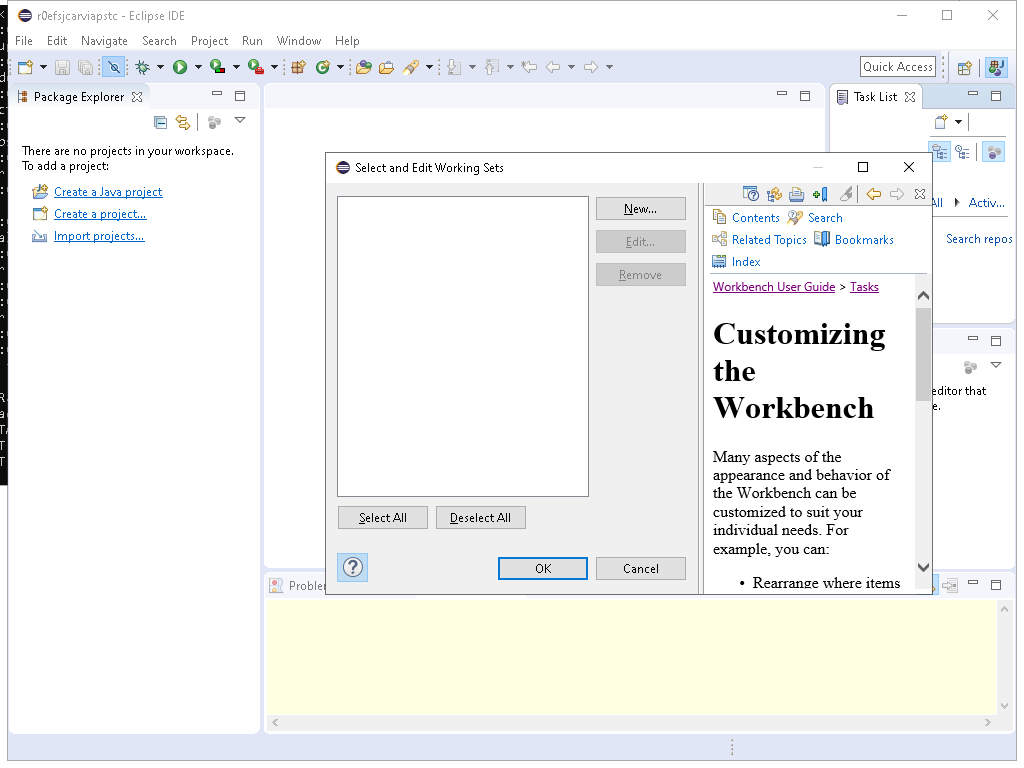 r0efsjcarviapstc - Eclipse IDE
File Edit Navigate Search Project Run Window Help
Quick Access
Package Explorer
Task List
There are no projects in your workspace.
To add a project:
Create a Java project
Create a project...
Import projects...
All Activ...
Search repos
editor that
e.
Select and Edit Working Sets
New...
Edit...
Remove
Select All Deselect All
OK Cancel
Contents Search
Related Topics Bookmarks
Index
Workbench User Guide > Tasks
Customizing
the
Workbench
Many aspects of the
appearance and behavior of
the Workbench can be
customized to suit your
individual needs. For
example, you can:
• Rearrange where items
Problem